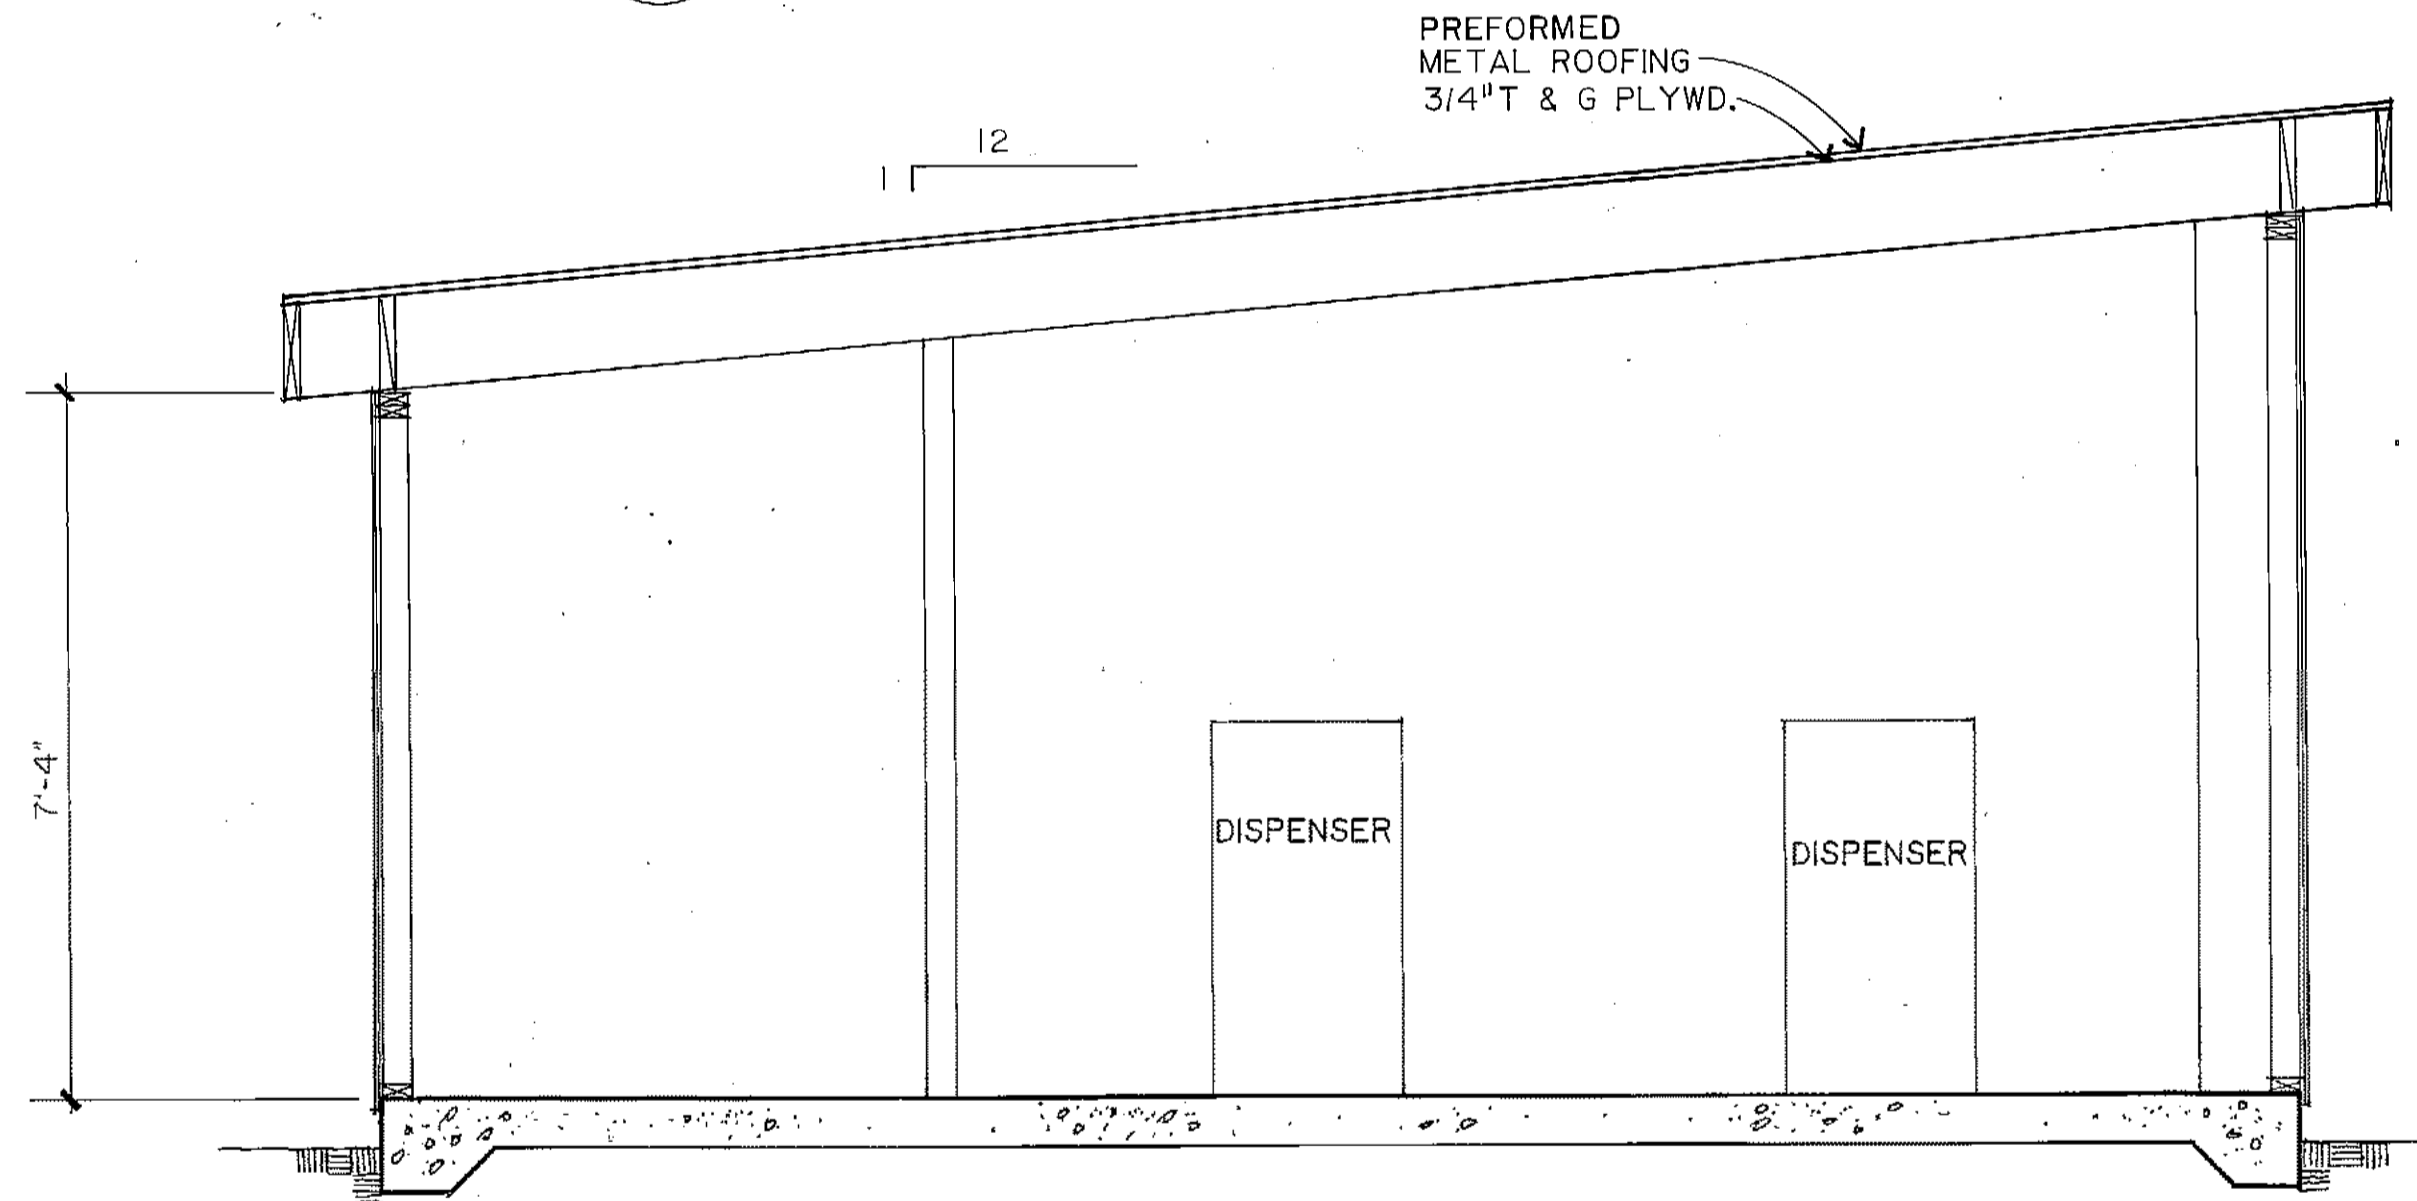 PREFORMED
METAL ROOFING
3/4" T & G PLYWD.
12
1
7'-4"
DISPENSER
DISPENSER